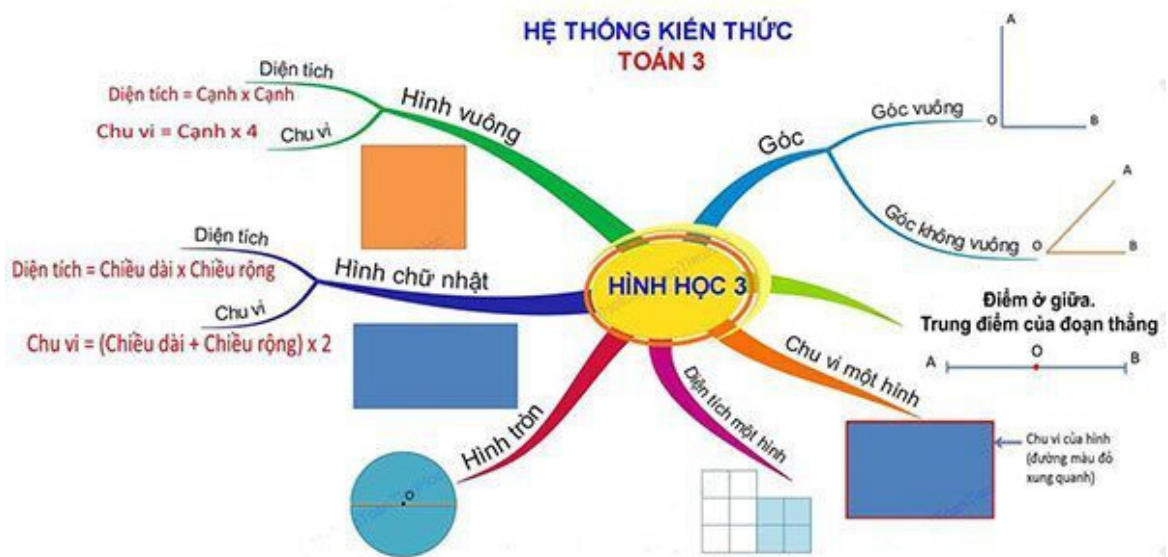 HỆ THỐNG KIẾN THỨC
TOÁN 3
Diện tích
Diện tích = Cạnh x Cạnh
Chu vi = Cạnh x 4
Chu vi
Hình vuông
Diện tích
Diện tích = Chiều dài x Chiều rộng
Chu vi
Chu vi = (Chiều dài + Chiều rộng) x 2
Hình chữ nhật
Hình tròn
O
HÌNH HỌC 3
Góc
Góc vuông
A
O
B
Góc không vuông
A
O
B
Điểm ở giữa.
Trung điểm của đoạn thẳng
A
O
B
Chu vi một hình
Chu vi của hình
(đường màu đỏ
xung quanh)
Diện tích một hình